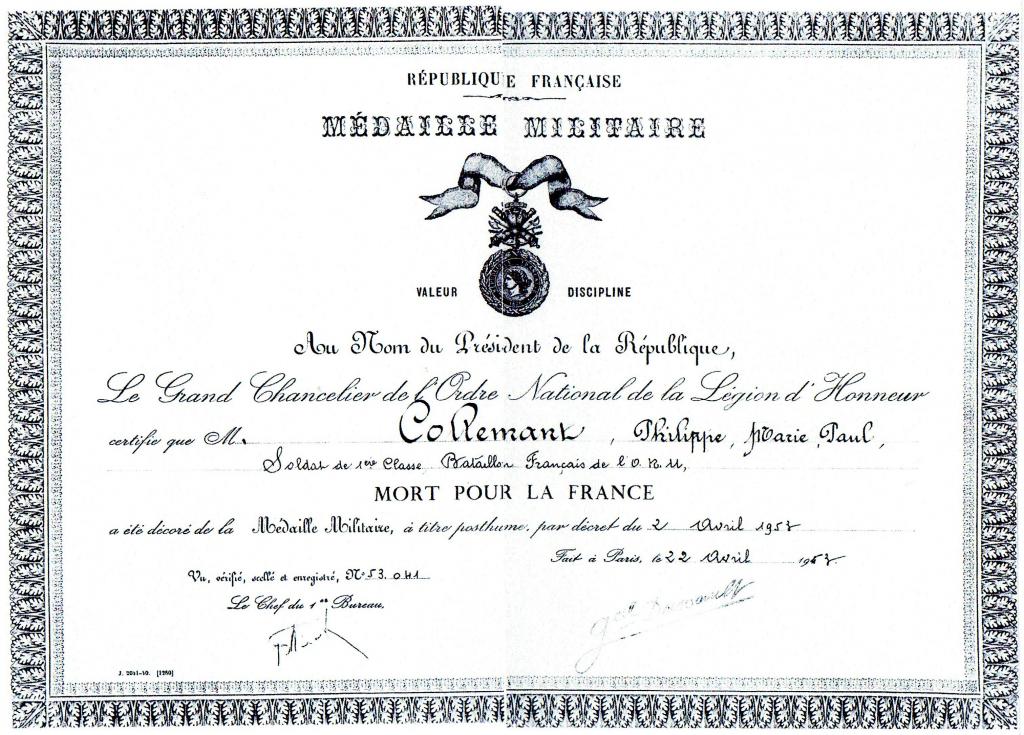 RÉPUBLIQUE FRANÇAISE
MÉDAILLE MILITAIRE
VALEUR DISCIPLINE
Au Nom du Président de la République,
Le Grand Chancelier de l'Ordre National de la Légion d'Honneur
certifie que M. Collemant, Philippe, Marie, Paul,
Soldat de 1ère Classe Bataillon Français de l'O.N.U,
MORT POUR LA FRANCE
a été décoré de la Médaille Militaire, à titre posthume, par décret du 2 Avril 1957
Fait à Paris, le 22 Avril 1957
Vu, vérifié, scellé et enregistré, N° 53.041
Le Chef du 1er Bureau,